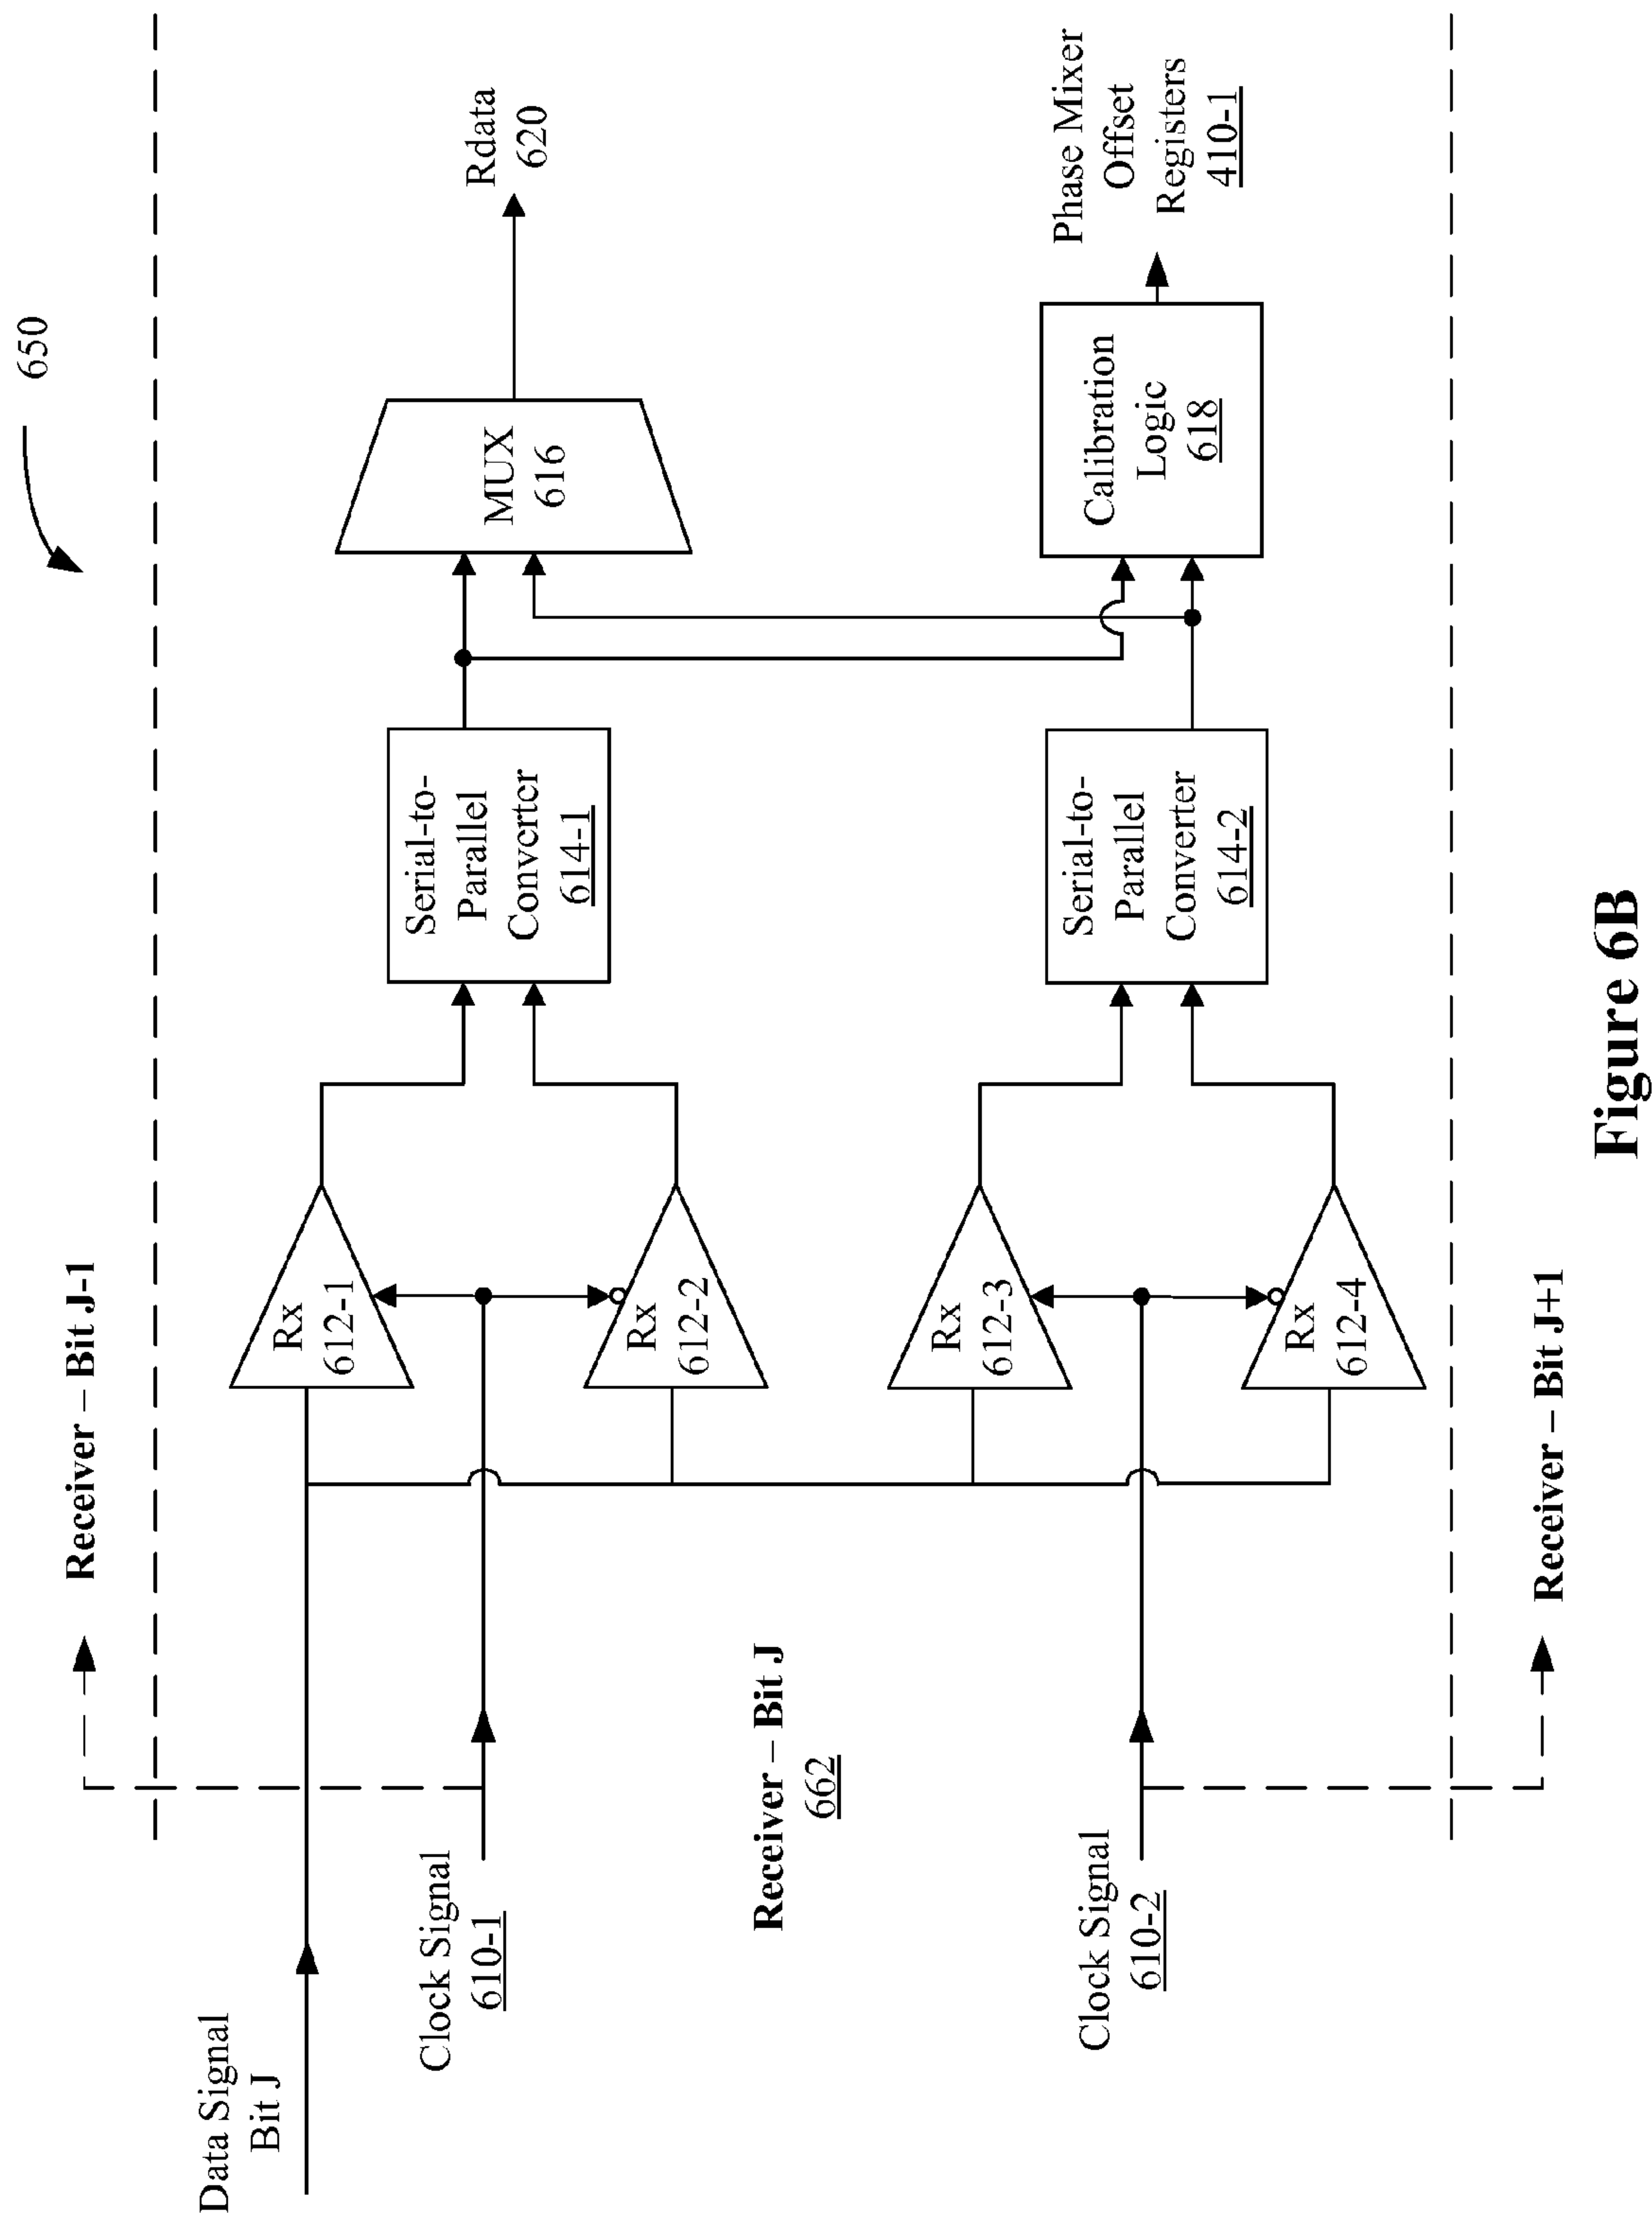 650
Receiver – Bit J-1
Data Signal
Bit J
Rx
612-1
Clock Signal
610-1
Rx
612-2
Serial-to-
Parallel
Converter
614-1
MUX
616
Rdata
620
Receiver – Bit J
662
Rx
612-3
Clock Signal
610-2
Rx
612-4
Serial-to-
Parallel
Converter
614-2
Calibration
Logic
618
Phase Mixer
Offset
Registers
410-1
Receiver – Bit J+1
Figure 6B